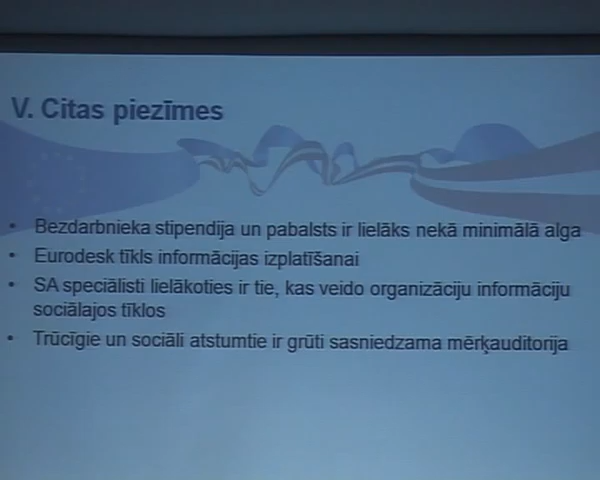 V. Citas piezīmes
• Bezdarbnieka stipendija un pabalsts ir lielāks nekā minimālā alga
• Eurodesk tīkls informācijas izplatīšanai
• SA speciālisti lielākoties ir tie, kas veido organizāciju informāciju
sociālajos tīklos
• Trūcīgie un sociāli atstumtie ir grūti sasniedzama mērķauditorija